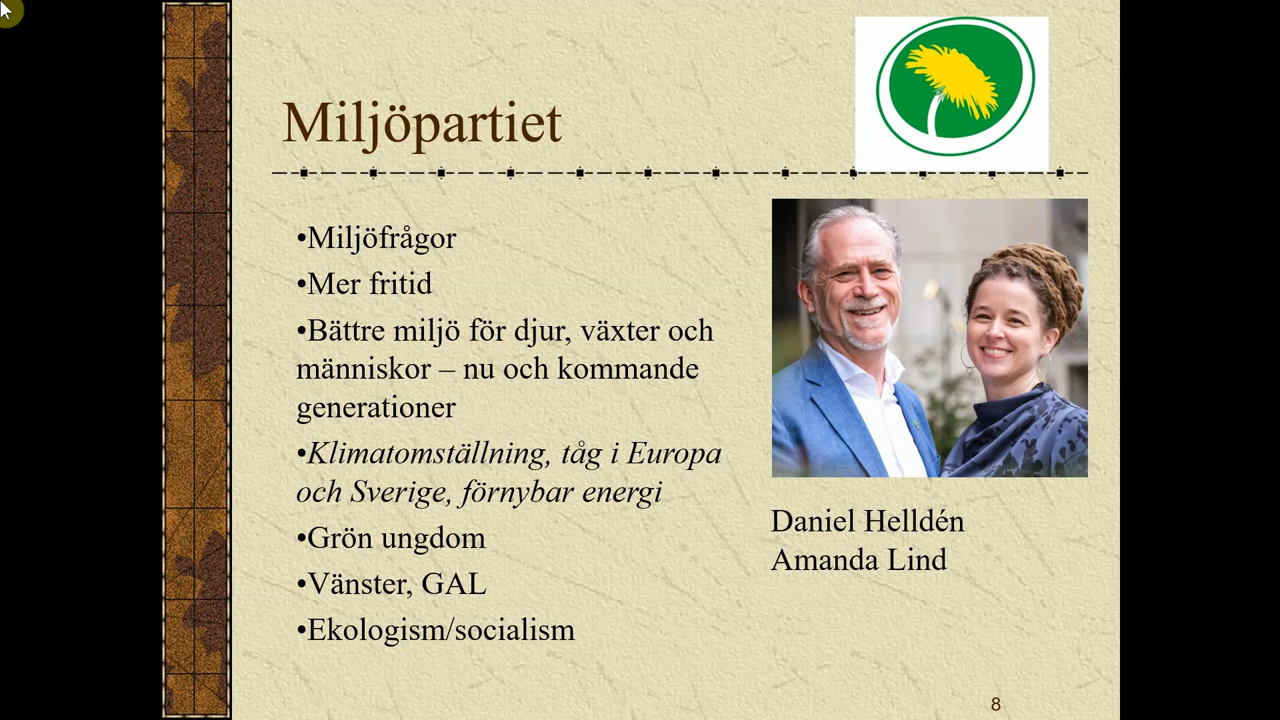 Miljöpartiet
•Miljöfrågor
•Mer fritid
•Bättre miljö för djur, växter och
människor – nu och kommande
generationer
•Klimatomställning, tåg i Europa
och Sverige, förnybar energi
•Grön ungdom
•Vänster, GAL
•Ekologism/socialism
Daniel Helldén
Amanda Lind
8